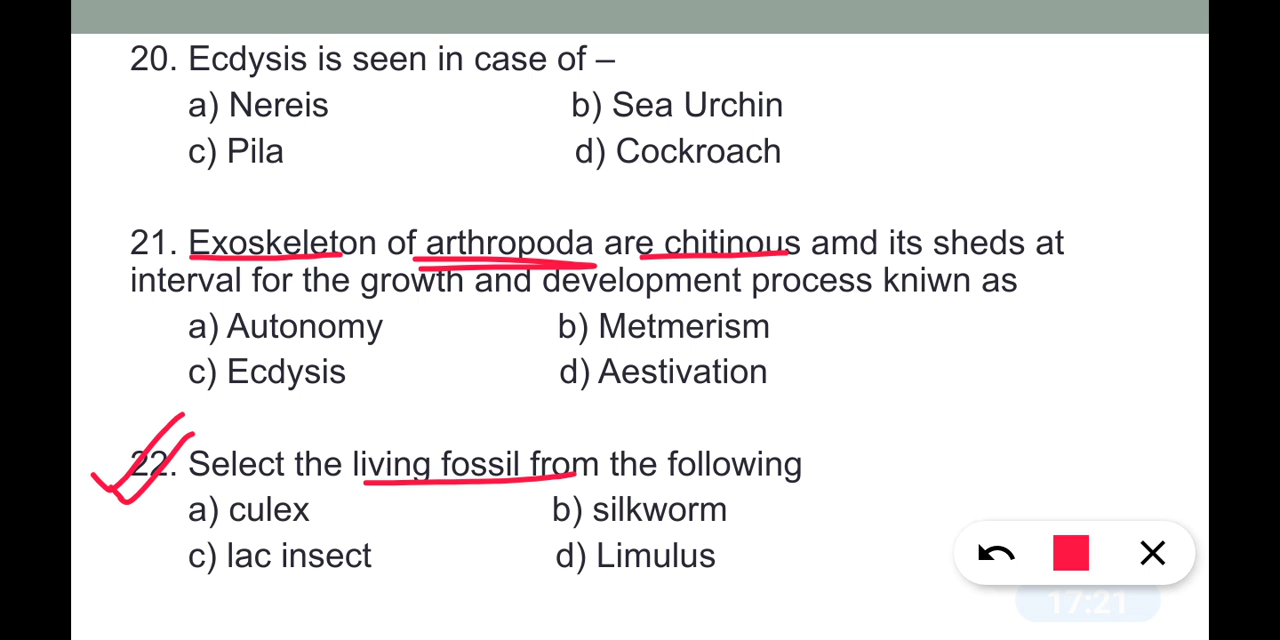 20. Ecdysis is seen in case of –
a) Nereis b) Sea Urchin
c) Pila d) Cockroach
21. Exoskeleton of arthropoda are chitinous amd its sheds at
interval for the growth and development process kniwn as
a) Autonomy b) Metmerism
c) Ecdysis d) Aestivation
22. Select the living fossil from the following
a) culex b) silkworm
c) lac insect d) Limulus
17:21